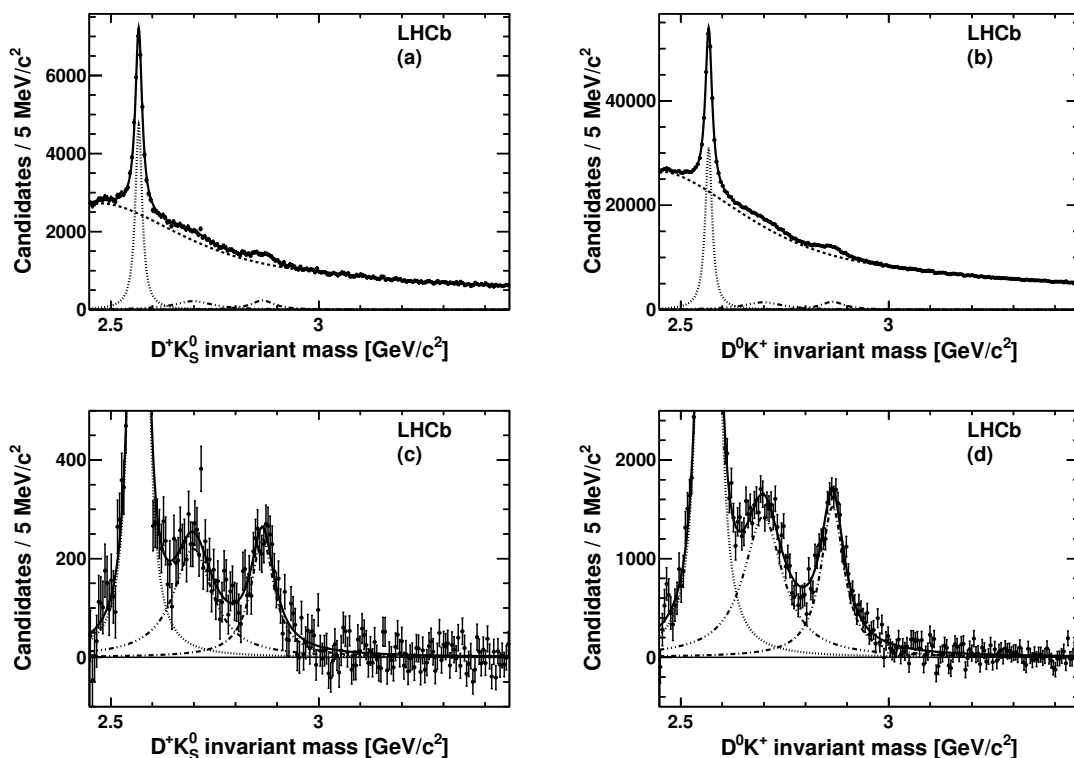 LHCb
(a)
Candidates / 5 MeV/c²
6000
4000
2000
0
2.5
3
D⁺K⁰_S invariant mass [GeV/c²]
LHCb
(b)
Candidates / 5 MeV/c²
40000
20000
0
2.5
3
D⁰K⁺ invariant mass [GeV/c²]
LHCb
(c)
Candidates / 5 MeV/c²
400
200
0
2.5
3
D⁺K⁰_S invariant mass [GeV/c²]
LHCb
(d)
Candidates / 5 MeV/c²
2000
1000
0
2.5
3
D⁰K⁺ invariant mass [GeV/c²]